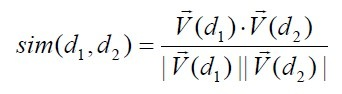 sim(d₁,d₂) = V⃗(d₁)·V⃗(d₂) / |V⃗(d₁)||V⃗(d₂)|